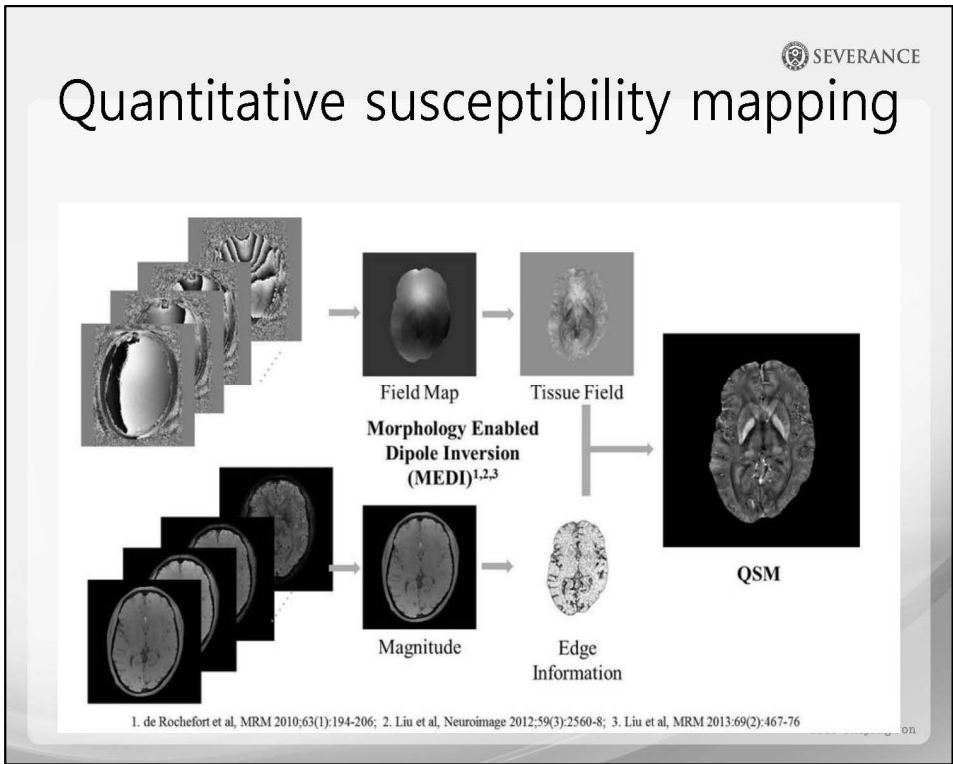 SEVERANCE
Quantitative susceptibility mapping
Field Map
Tissue Field
Morphology Enabled
Dipole Inversion
(MEDI)1,2,3
QSM
Magnitude
Edge
Information
1. de Rochefort et al, MRM 2010;63(1):194-206; 2. Liu et al, Neuroimage 2012;59(3):2560-8; 3. Liu et al, MRM 2013:69(2):467-76